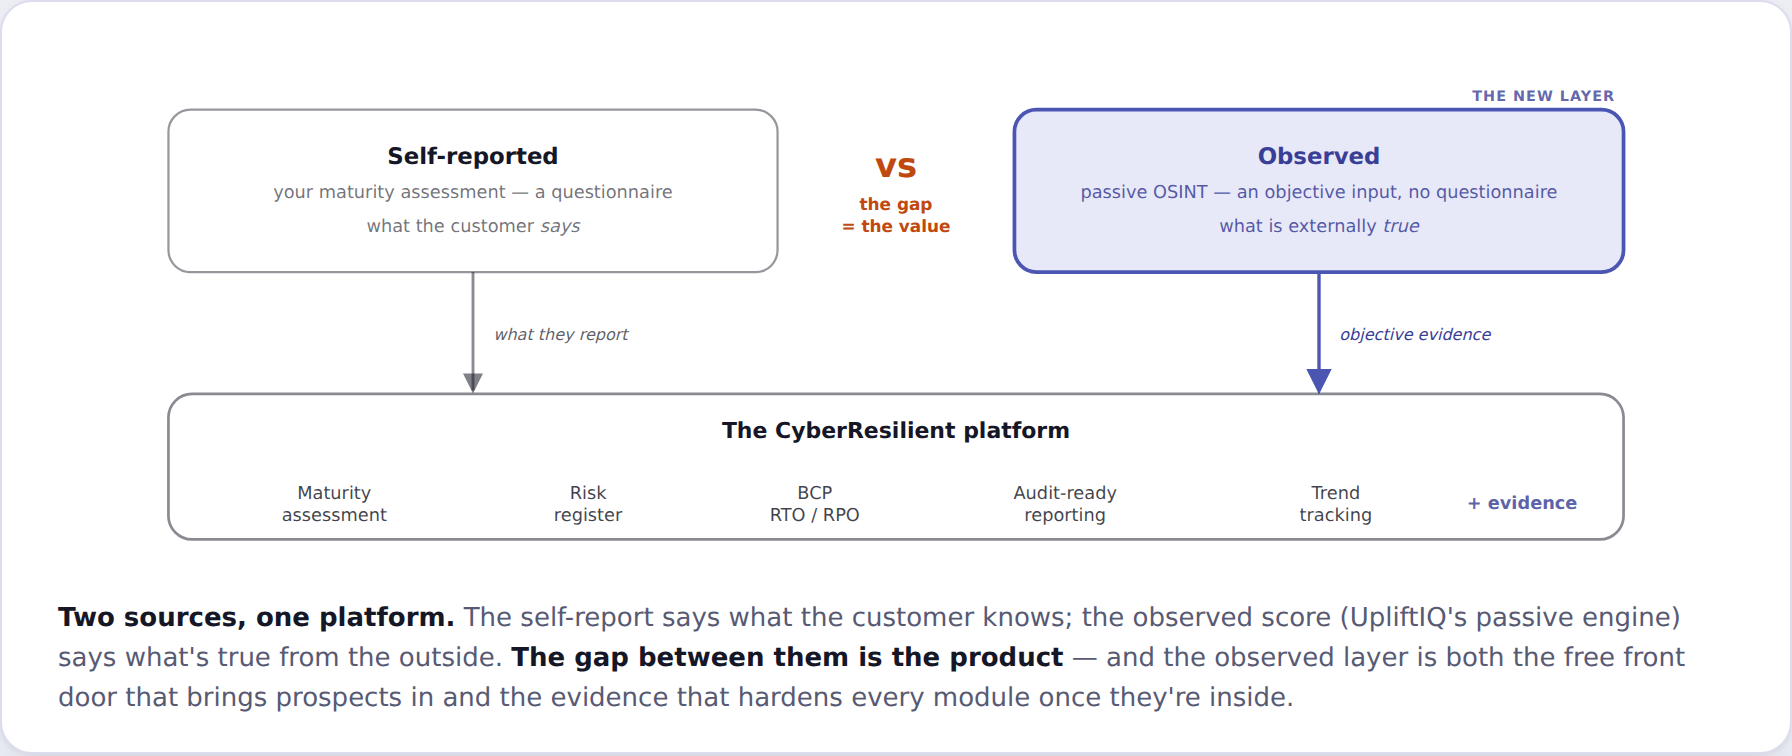 THE NEW LAYER
Self-reported
your maturity assessment — a questionnaire
what the customer says
vs
the gap
= the value
Observed
passive OSINT — an objective input, no questionnaire
what is externally true
what they report
objective evidence
The CyberResilient platform
Maturity
assessment
Risk
register
BCP
RTO / RPO
Audit-ready
reporting
Trend
tracking
+ evidence
Two sources, one platform. The self-report says what the customer knows; the observed score (UpliftIQ's passive engine)
says what's true from the outside. The gap between them is the product — and the observed layer is both the free front
door that brings prospects in and the evidence that hardens every module once they're inside.